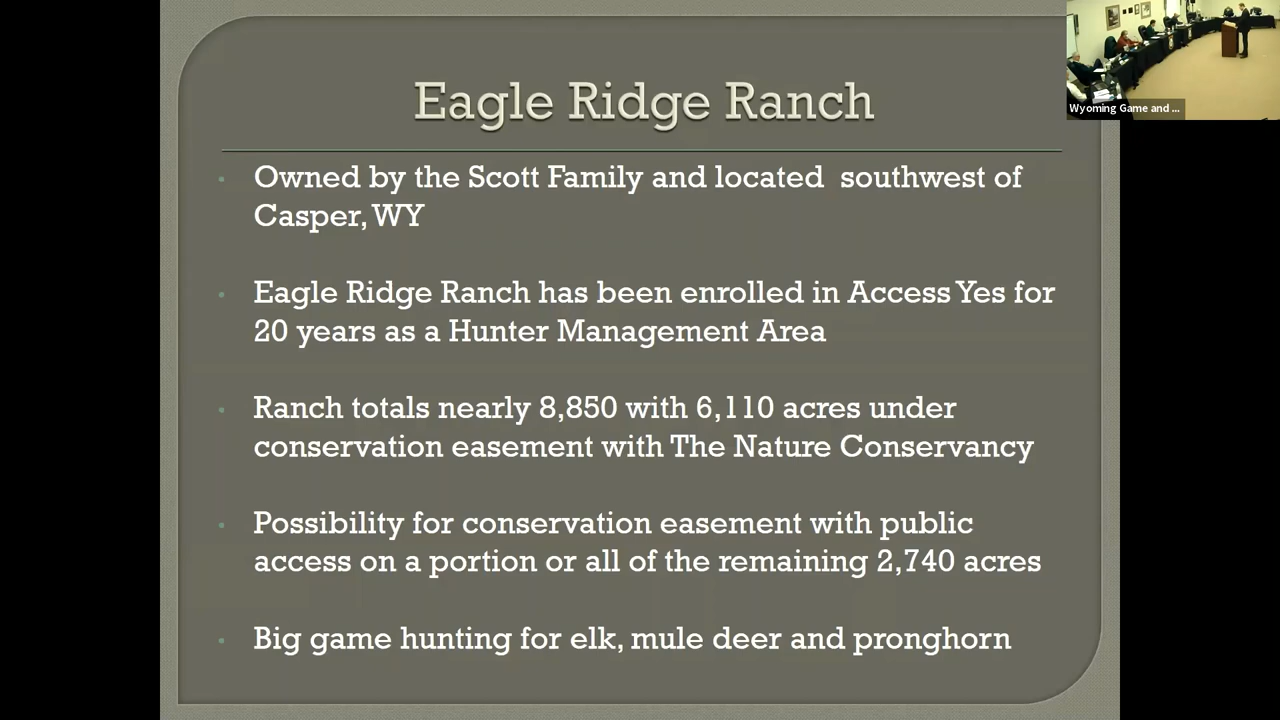 Eagle Ridge Ranch
Wyoming Game and ...
Owned by the Scott Family and located southwest of
Casper, WY
Eagle Ridge Ranch has been enrolled in Access Yes for
20 years as a Hunter Management Area
Ranch totals nearly 8,850 with 6,110 acres under
conservation easement with The Nature Conservancy
Possibility for conservation easement with public
access on a portion or all of the remaining 2,740 acres
Big game hunting for elk, mule deer and pronghorn